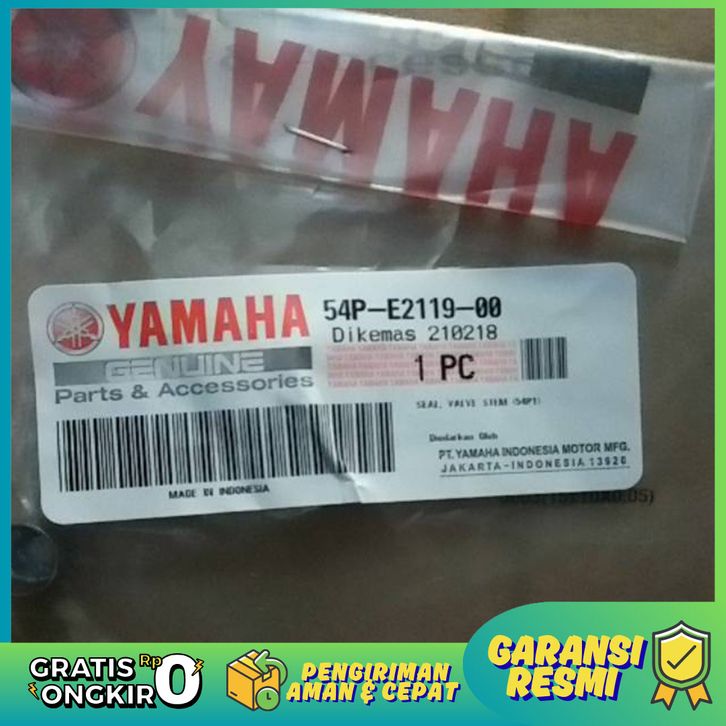 YAMAHA
YAMAHA
GENUINE
Parts & Accessories
54P-E2119-00
Dikemas 210218
1 PC
SEAL, VALVE STEM (54P1)
Diedarkan Oleh
PT. YAMAHA INDONESIA MOTOR MFG.
JAKARTA-INDONESIA 13920
MADE IN INDONESIA
GRATIS
ONGKIR
Rp 0
PENGIRIMAN
AMAN & CEPAT
GARANSI
RESMI